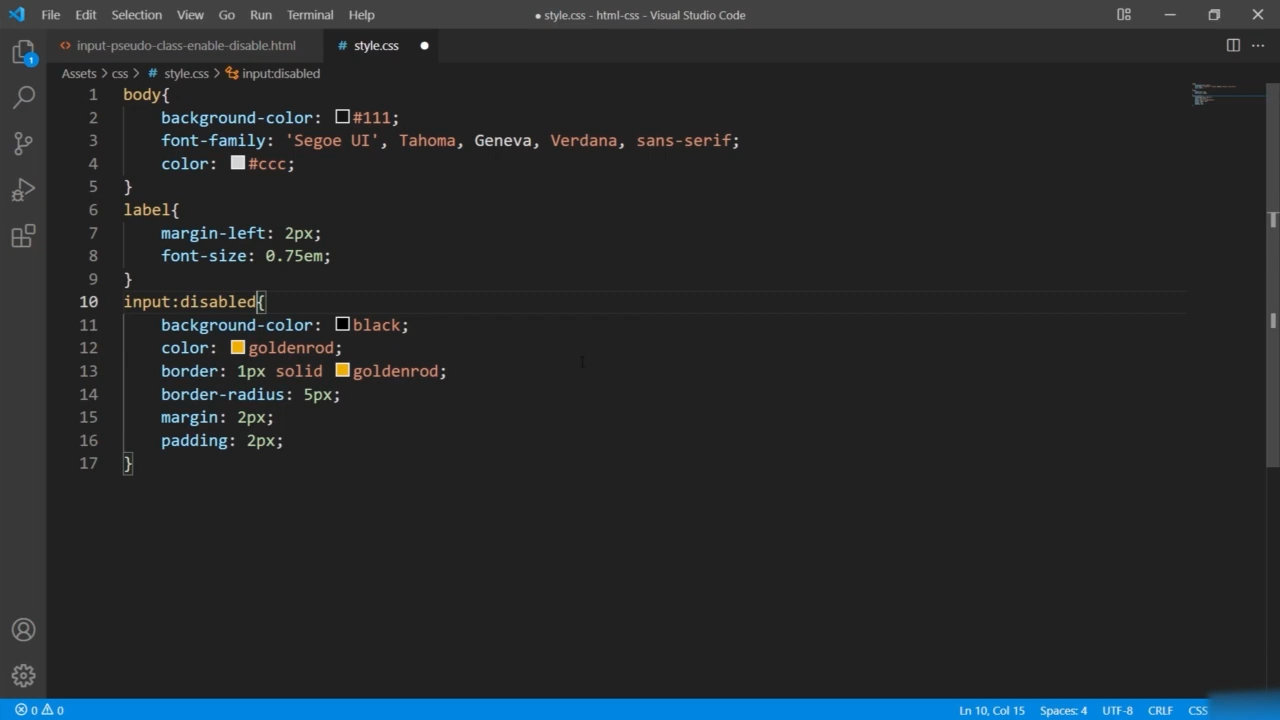 File Edit Selection View Go Run Terminal Help
● style.css - html-css - Visual Studio Code
input-pseudo-class-enable-disable.html
# style.css
1
Assets > css > # style.css > input:disabled
1 body{
2 background-color: #111;
3 font-family: 'Segoe UI', Tahoma, Geneva, Verdana, sans-serif;
4 color: #ccc;
5 }
6 label{
7 margin-left: 2px;
8 font-size: 0.75em;
9 }
10 input:disabled{
11 background-color: black;
12 color: goldenrod;
13 border: 1px solid goldenrod;
14 border-radius: 5px;
15 margin: 2px;
16 padding: 2px;
17 }
0 0
Ln 10, Col 15 Spaces: 4 UTF-8 CRLF CSS